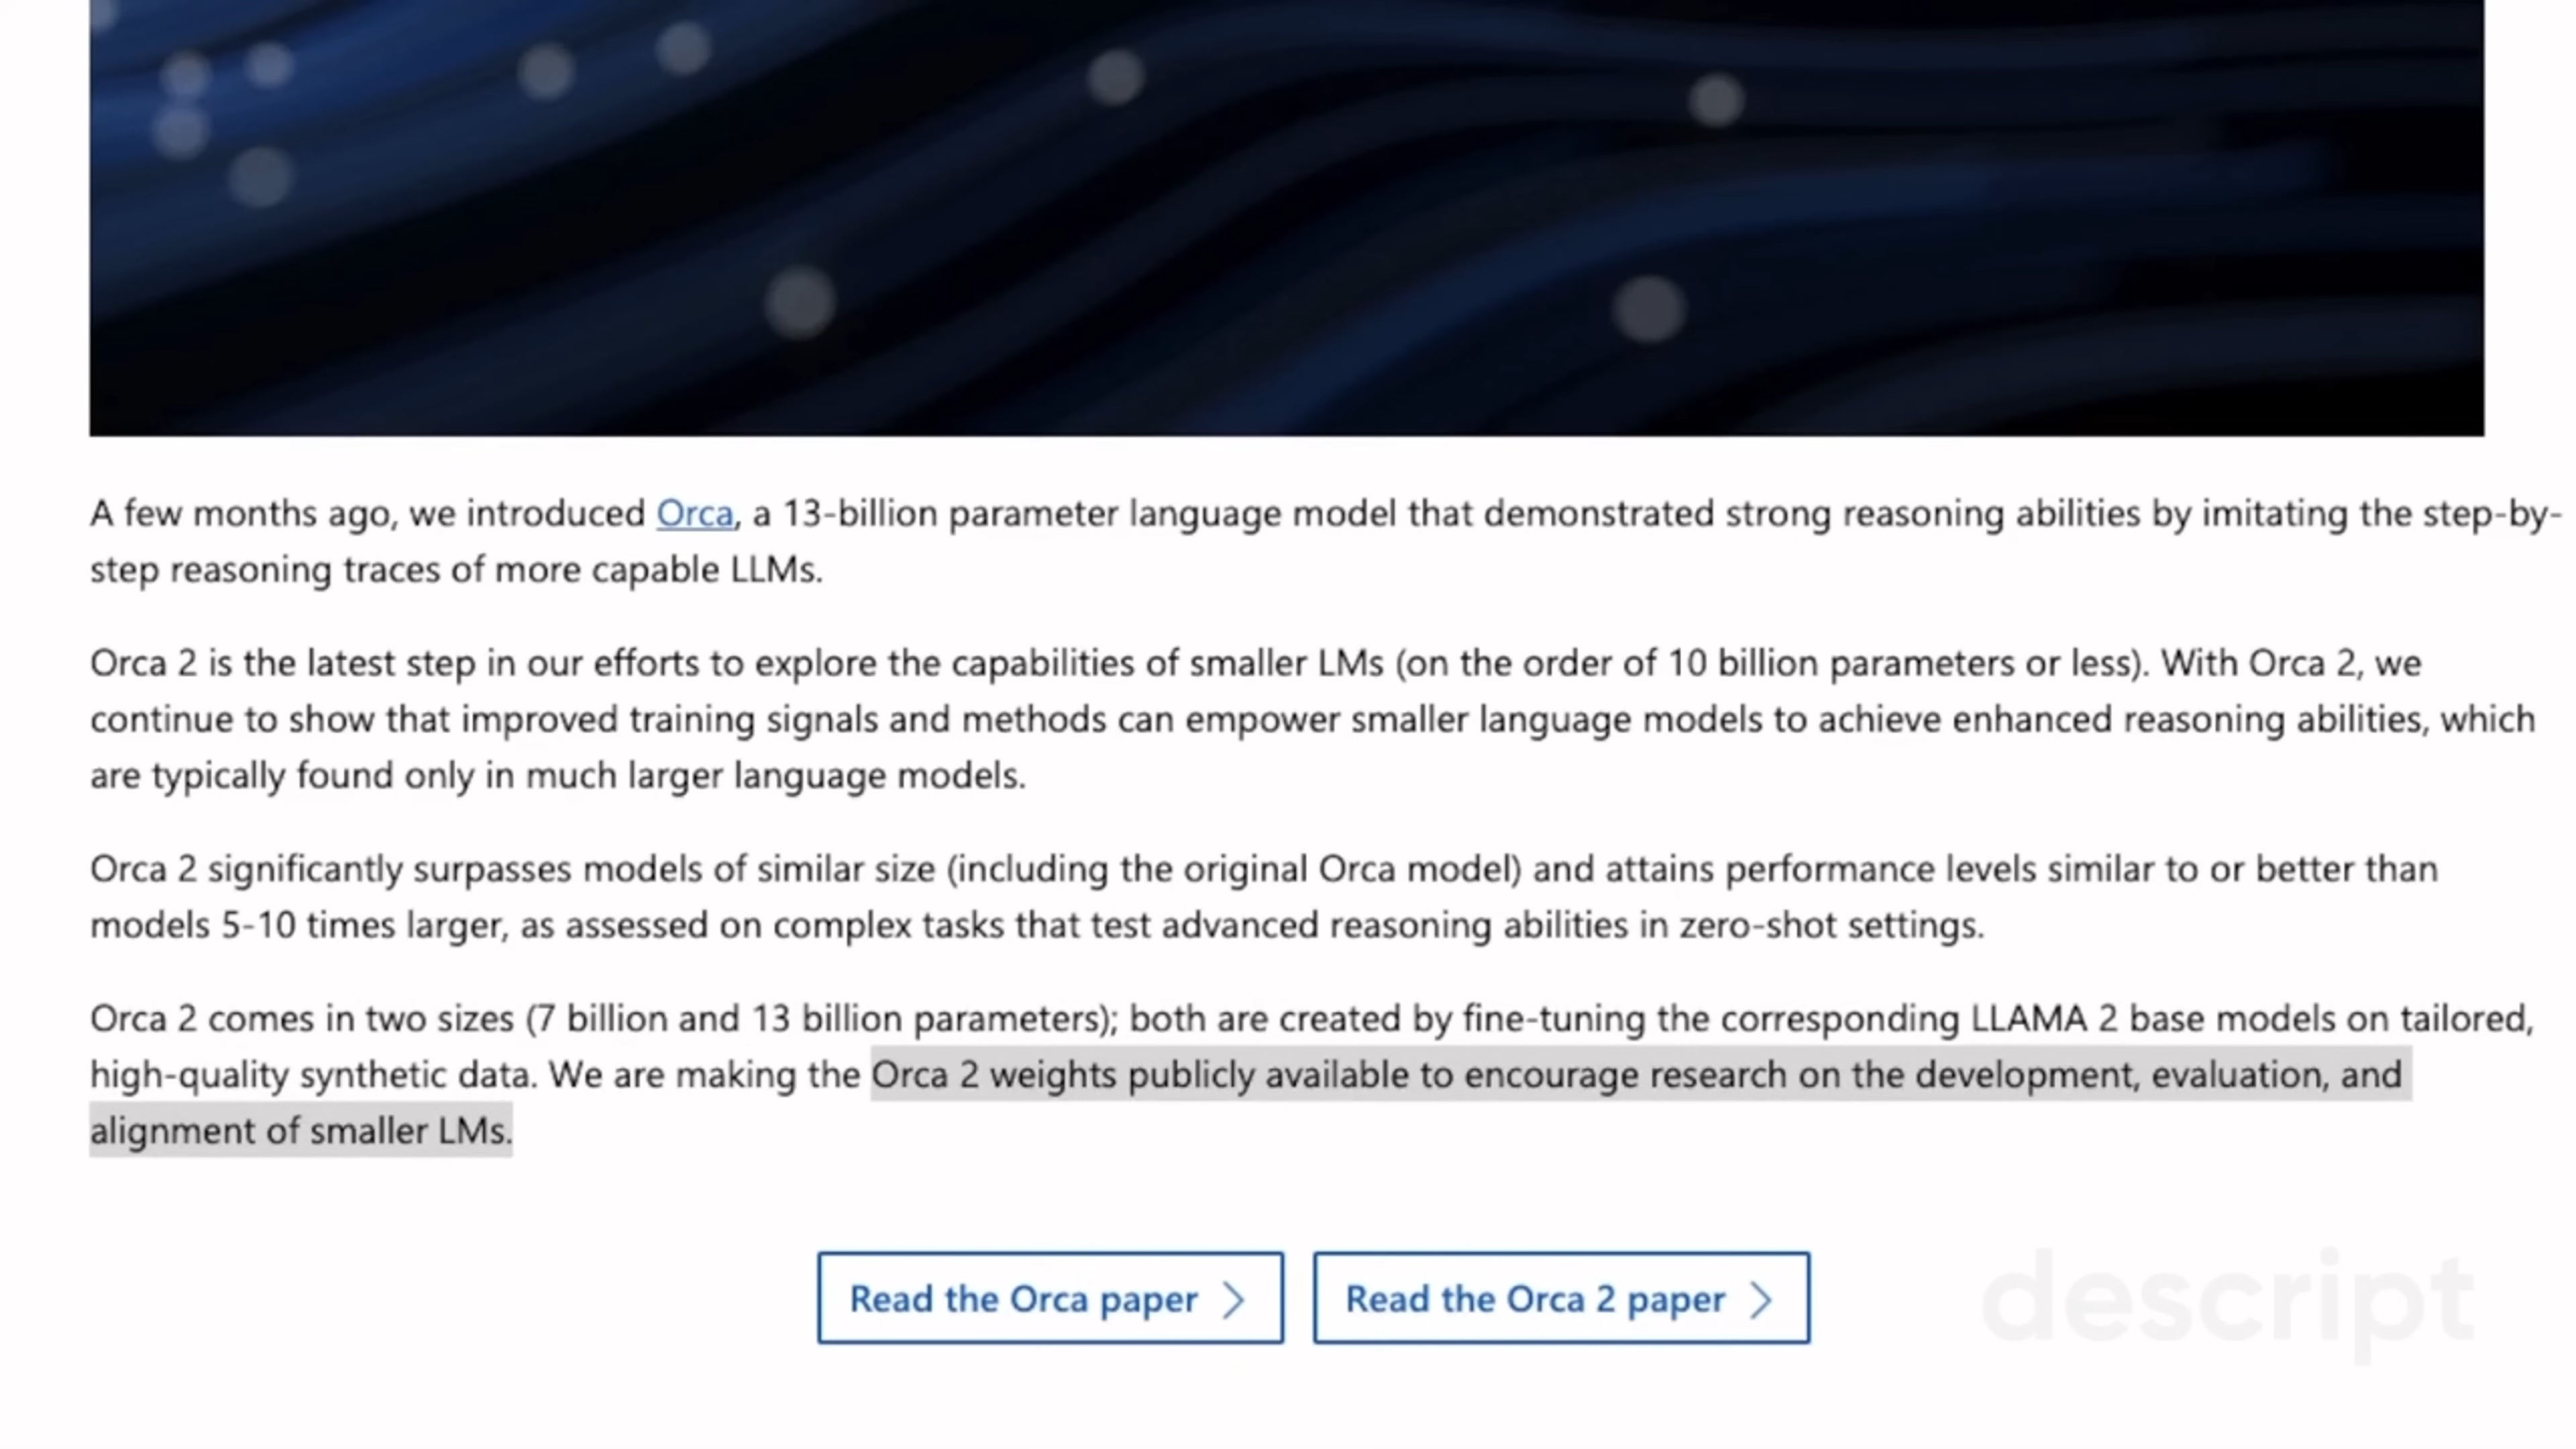 A few months ago, we introduced Orca, a 13-billion parameter language model that demonstrated strong reasoning abilities by imitating the step-by-
step reasoning traces of more capable LLMs.
Orca 2 is the latest step in our efforts to explore the capabilities of smaller LMs (on the order of 10 billion parameters or less). With Orca 2, we
continue to show that improved training signals and methods can empower smaller language models to achieve enhanced reasoning abilities, which
are typically found only in much larger language models.
Orca 2 significantly surpasses models of similar size (including the original Orca model) and attains performance levels similar to or better than
models 5-10 times larger, as assessed on complex tasks that test advanced reasoning abilities in zero-shot settings.
Orca 2 comes in two sizes (7 billion and 13 billion parameters); both are created by fine-tuning the corresponding LLAMA 2 base models on tailored,
high-quality synthetic data. We are making the Orca 2 weights publicly available to encourage research on the development, evaluation, and
alignment of smaller LMs.
Read the Orca paper
Read the Orca 2 paper
descript